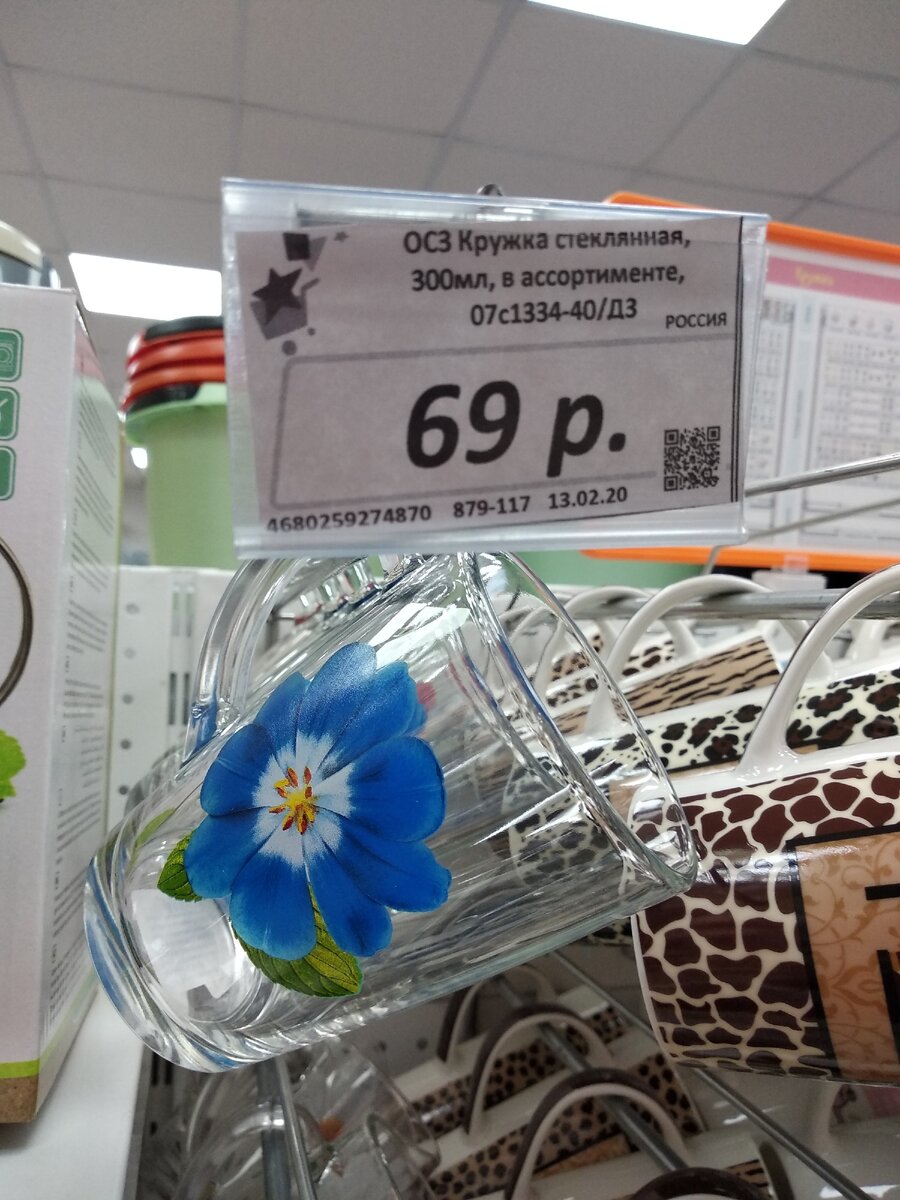 ОСЗ Кружка стеклянная,
300мл, в ассортименте,
07с1334-40/ДЗ
РОССИЯ
69 р.
4680259274870 879-117 13.02.20